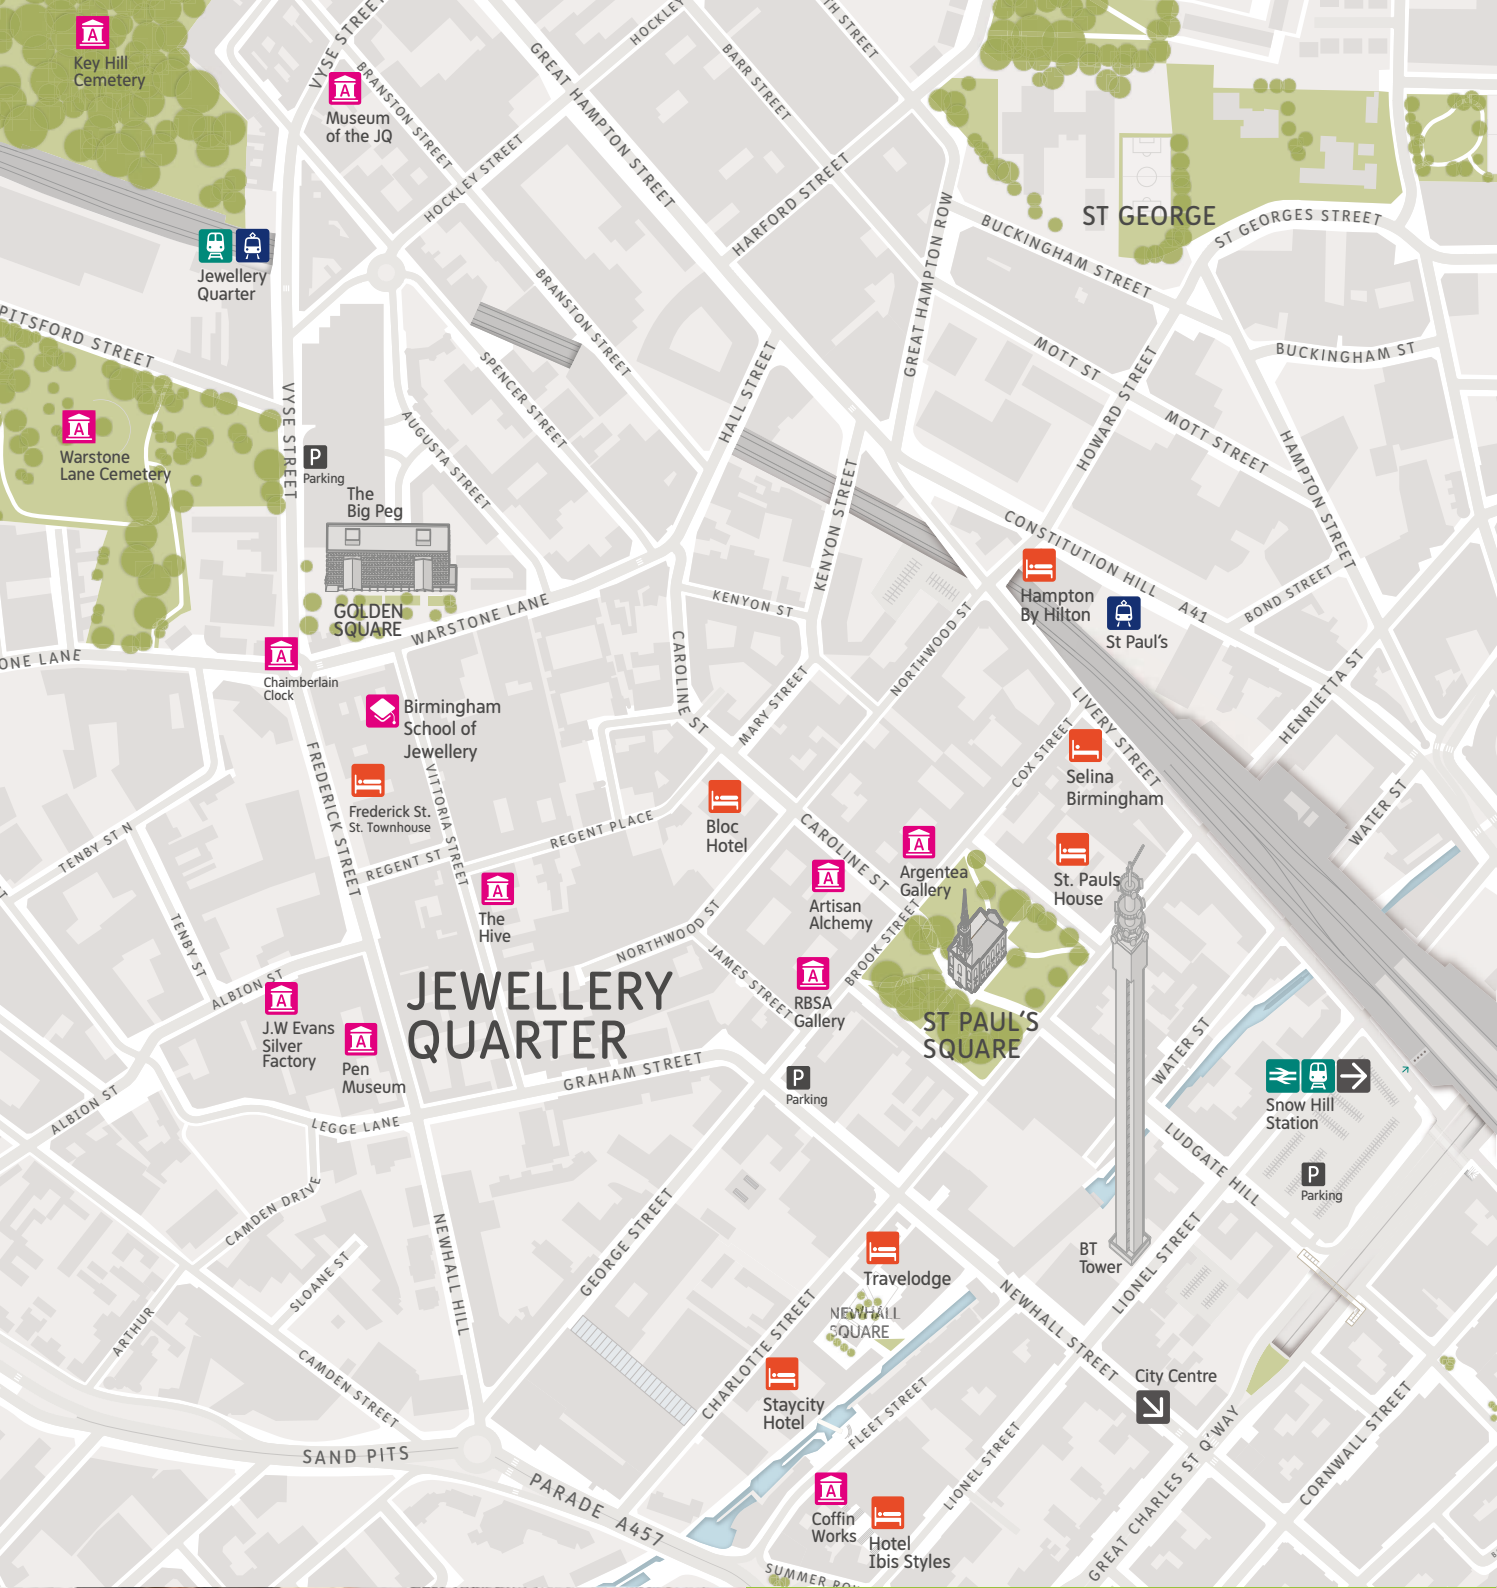 Key Hill
Cemetery
VYSE STREET
Museum
of the JQ
BRANSTON STREET
HOCKLEY STREET
GREAT HAMPTON STREET
HOCKLEY
BARR STREET
TH STREET
HARFORD STREET
GREAT HAMPTON ROW
ST GEORGE
BUCKINGHAM STREET
ST GEORGES STREET
Jewellery
Quarter
PITSFORD STREET
BRANSTON STREET
SPENCER STREET
HALL STREET
MOTT ST
BUCKINGHAM ST
HOWARD STREET
MOTT STREET
HAMPTON STREET
Warstone
Lane Cemetery
VYSE STREET
P
Parking
The
Big Peg
AUGUSTA STREET
KENYON STREET
CONSTITUTION HILL
A41
Hampton
By Hilton
St Paul's
BOND STREET
GOLDEN
SQUARE
WARSTONE LANE
KENYON ST
NORTHWOOD ST
ONE LANE
Chaimberlain
Clock
CAROLINE ST
MARY STREET
HENRIETTA ST
Birmingham
School of
Jewellery
LIVERY STREET
COX STREET
Selina
Birmingham
WATER ST
FREDERICK STREET
Frederick St.
St. Townhouse
VITTORIA STREET
Bloc
Hotel
REGENT PLACE
TENBY ST N
REGENT ST
CAROLINE ST
Argentea
Gallery
St. Pauls
House
The
Hive
Artisan
Alchemy
BROOK STREET
TENBY ST
NORTHWOOD ST
JAMES STREET
ALBION ST
RBSA
Gallery
JEWELLERY
QUARTER
J.W Evans
Silver
Factory
Pen
Museum
ST PAUL'S
SQUARE
WATER ST
GRAHAM STREET
P
Parking
Snow Hill
Station
ALBION ST
LEGGE LANE
LUDGATE HILL
P
Parking
CAMDEN DRIVE
NEWHALL HILL
GEORGE STREET
BT
Tower
LIONEL STREET
SLOANE ST
Travelodge
NEWHALL
SQUARE
NEWHALL STREET
ARTHUR
CAMDEN STREET
CHARLOTTE STREET
Staycity
Hotel
FLEET STREET
City Centre
SAND PITS
PARADE A457
LIONEL STREET
GREAT CHARLES ST Q'WAY
CORNWALL STREET
Coffin
Works
Hotel
Ibis Styles
SUMMER ROW